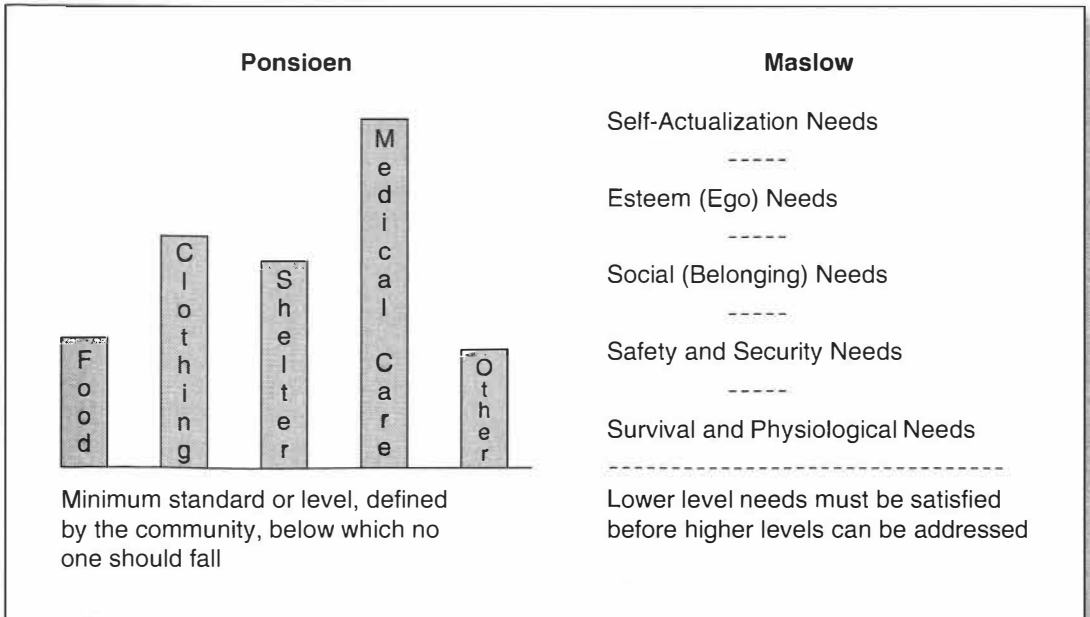 Ponsioen
Food
Clothing
Shelter
Medical Care
Other
Minimum standard or level, defined
by the community, below which no
one should fall
Maslow
Self-Actualization Needs
-----
Esteem (Ego) Needs
-----
Social (Belonging) Needs
-----
Safety and Security Needs
-----
Survival and Physiological Needs
-----------------------------------
Lower level needs must be satisfied
before higher levels can be addressed